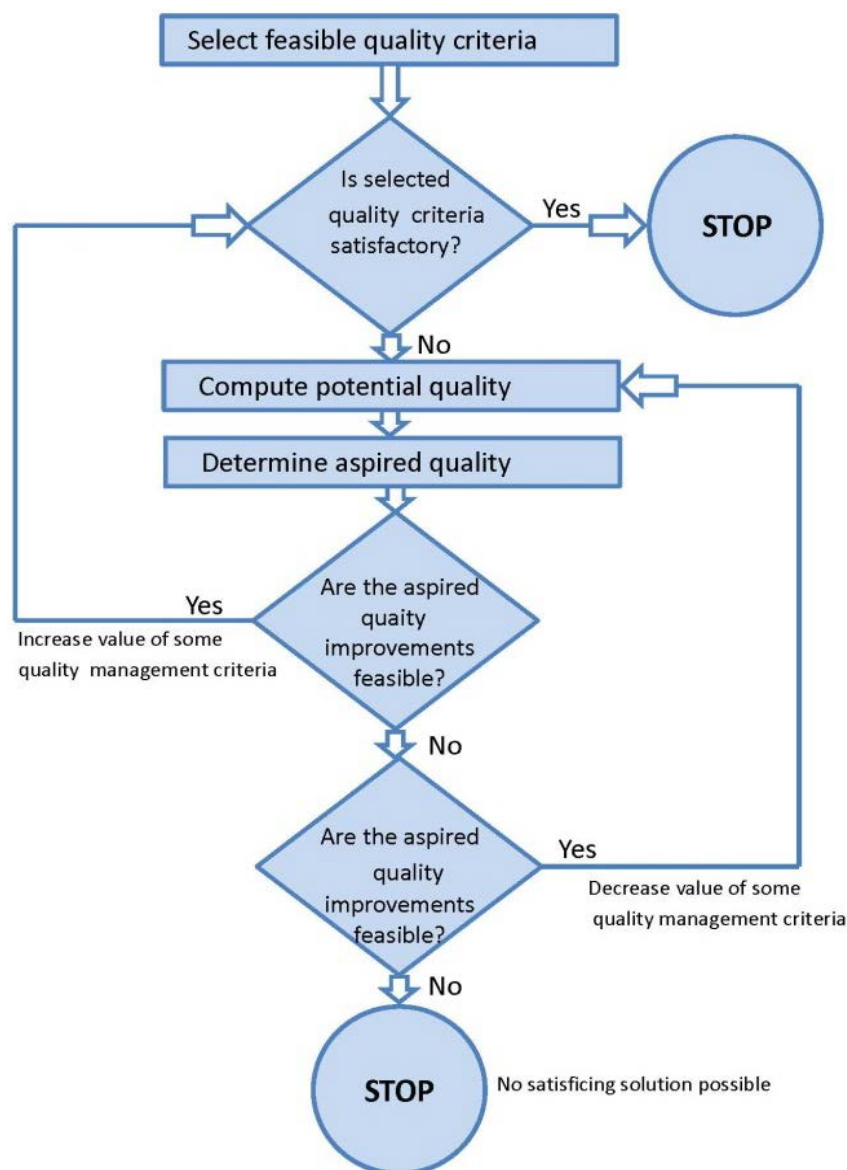 Select feasible quality criteria
Is selected
quality criteria
satisfactory?
Yes
STOP
No
Compute potential quality
Determine aspired quality
Are the aspired
quaity
improvements
feasible?
Yes
Increase value of some
quality management criteria
No
Are the aspired
quality
improvements
feasible?
Yes
Decrease value of some
quality management criteria
No
STOP
No satisficing solution possible